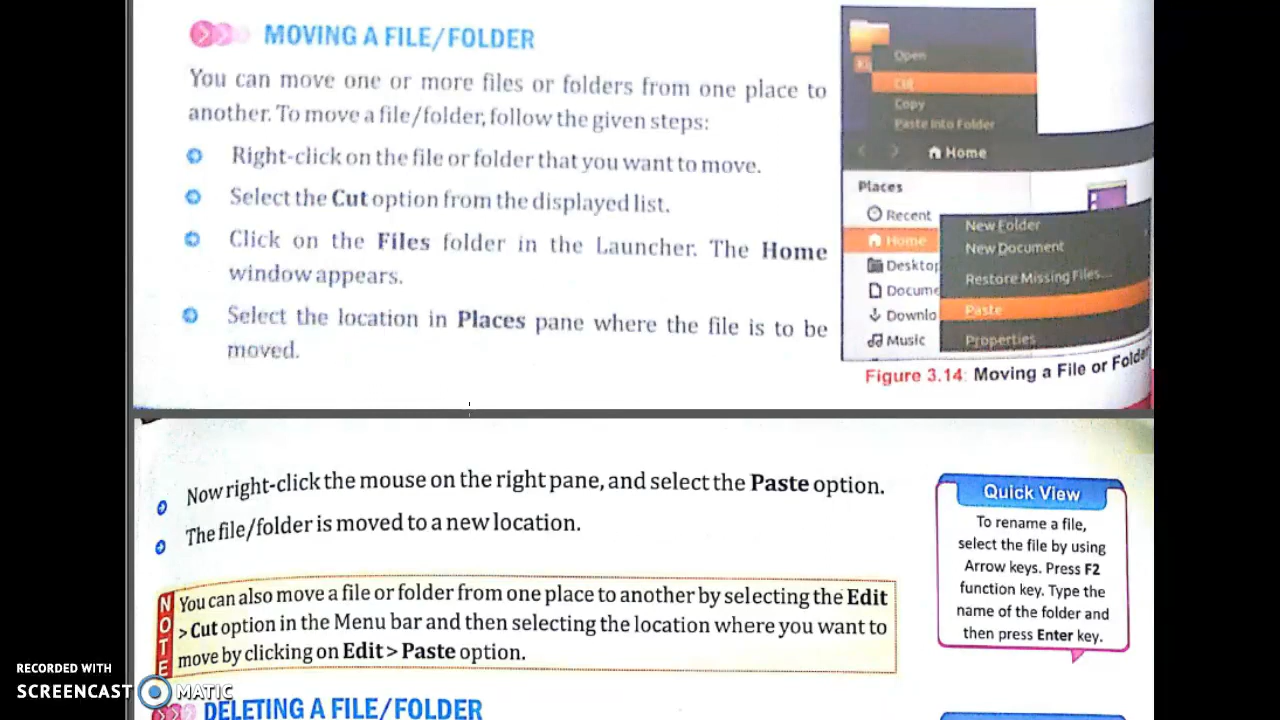 MOVING A FILE/FOLDER
You can move one or more files or folders from one place to
another. To move a file/folder, follow the given steps:
Right-click on the file or folder that you want to move.
Select the Cut option from the displayed list.
Click on the Files folder in the Launcher. The Home
window appears.
Select the location in Places pane where the file is to be
moved.
Open
Cut
Copy
Paste Into Folder
Home
Places
Recent
Home
Desktop
Docume
Downlo
Music
New Folder
New Document
Restore Missing Files...
Paste
Properties
Figure 3.14: Moving a File or Folder
Now right-click the mouse on the right pane, and select the Paste option.
The file/folder is moved to a new location.
NOTE
You can also move a file or folder from one place to another by selecting the Edit
> Cut option in the Menu bar and then selecting the location where you want to
move by clicking on Edit > Paste option.
Quick View
To rename a file,
select the file by using
Arrow keys. Press F2
function key. Type the
name of the folder and
then press Enter key.
DELETING A FILE/FOLDER
RECORDED WITH
SCREENCAST MATIC